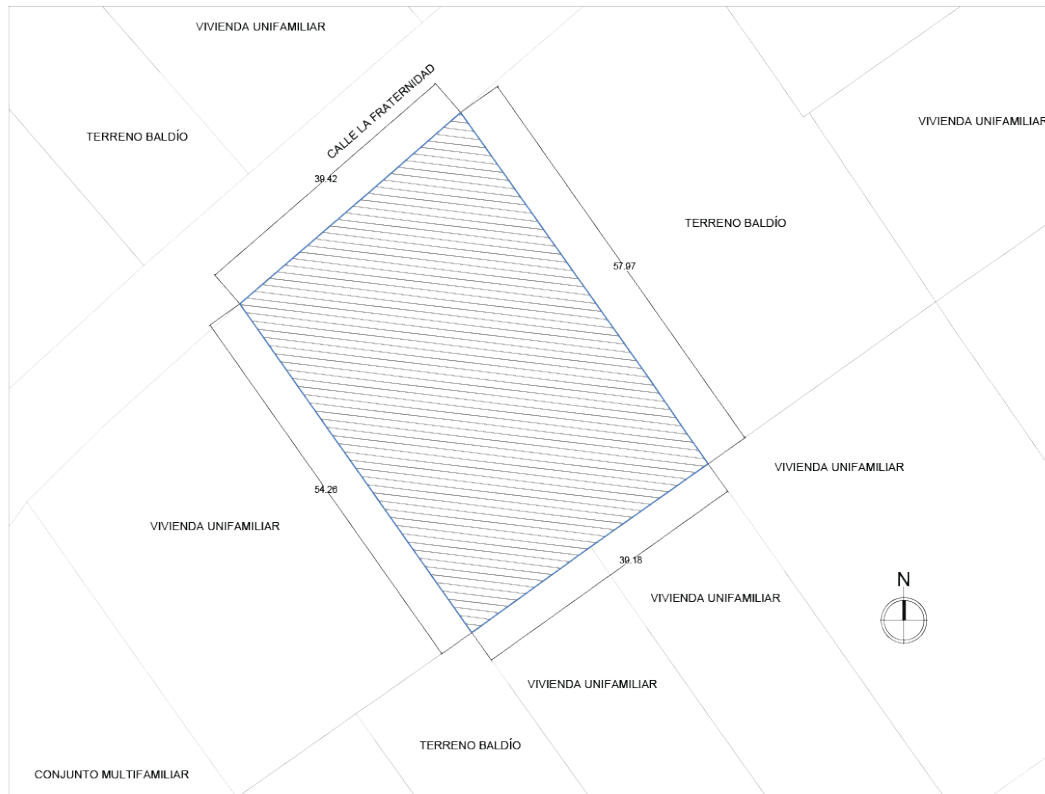 VIVIENDA UNIFAMILIAR
CALLE LA FRATERNIDAD
TERRENO BALDÍO
VIVIENDA UNIFAMILIAR
39.42
TERRENO BALDÍO
57.97
VIVIENDA UNIFAMILIAR
54.26
VIVIENDA UNIFAMILIAR
39.18
N
VIVIENDA UNIFAMILIAR
VIVIENDA UNIFAMILIAR
TERRENO BALDÍO
CONJUNTO MULTIFAMILIAR